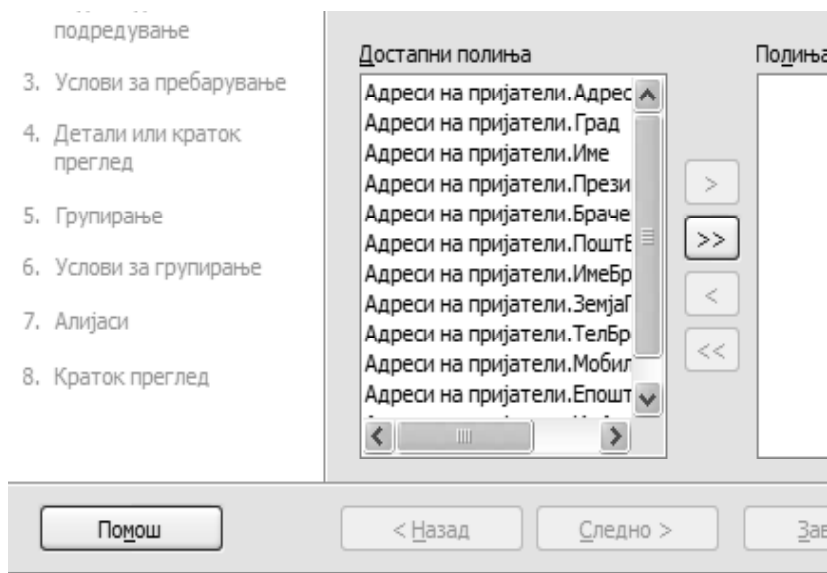 подредување
3. Услови за пребарување
4. Детали или краток
преглед
5. Групирање
6. Услови за групирање
7. Алијаси
8. Краток преглед
Достапни полиња
Адреси на пријатели.Адрес
Адреси на пријатели.Град
Адреси на пријатели.Име
Адреси на пријатели.Прези
Адреси на пријатели.Браче
Адреси на пријатели.ПоштБ
Адреси на пријатели.ИмеБр
Адреси на пријатели.ЗемјаП
Адреси на пријатели.ТелБр
Адреси на пријатели.Мобил
Адреси на пријатели.Епошт
>
>>
<
<<
Полиња
Помош
< Назад
Следно >
Зав